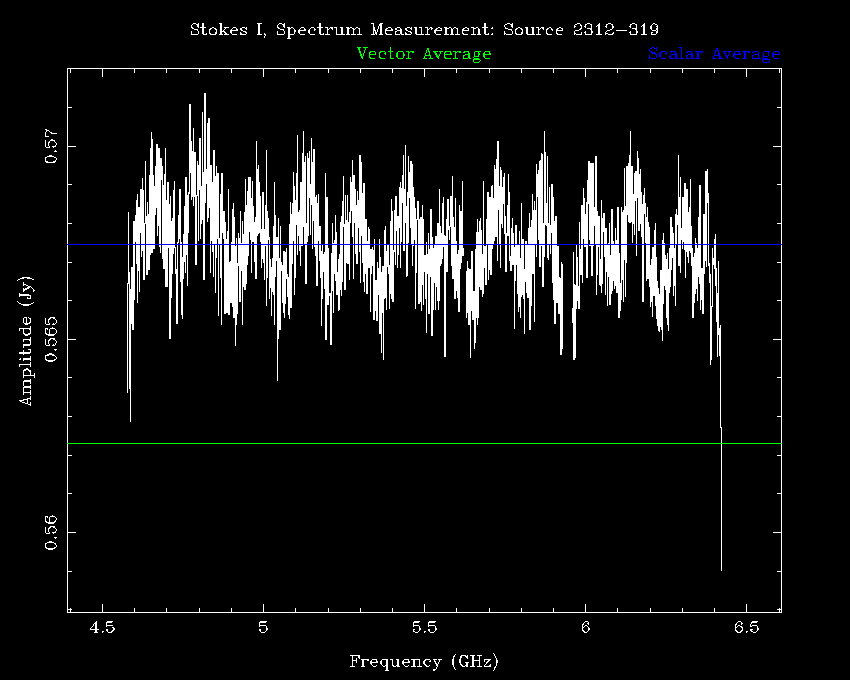 Stokes I, Spectrum Measurement: Source 2312−319
Vector Average
Scalar Average
0.57
0.565
0.56
Amplitude (Jy)
4.5 5 5.5 6 6.5
Frequency (GHz)